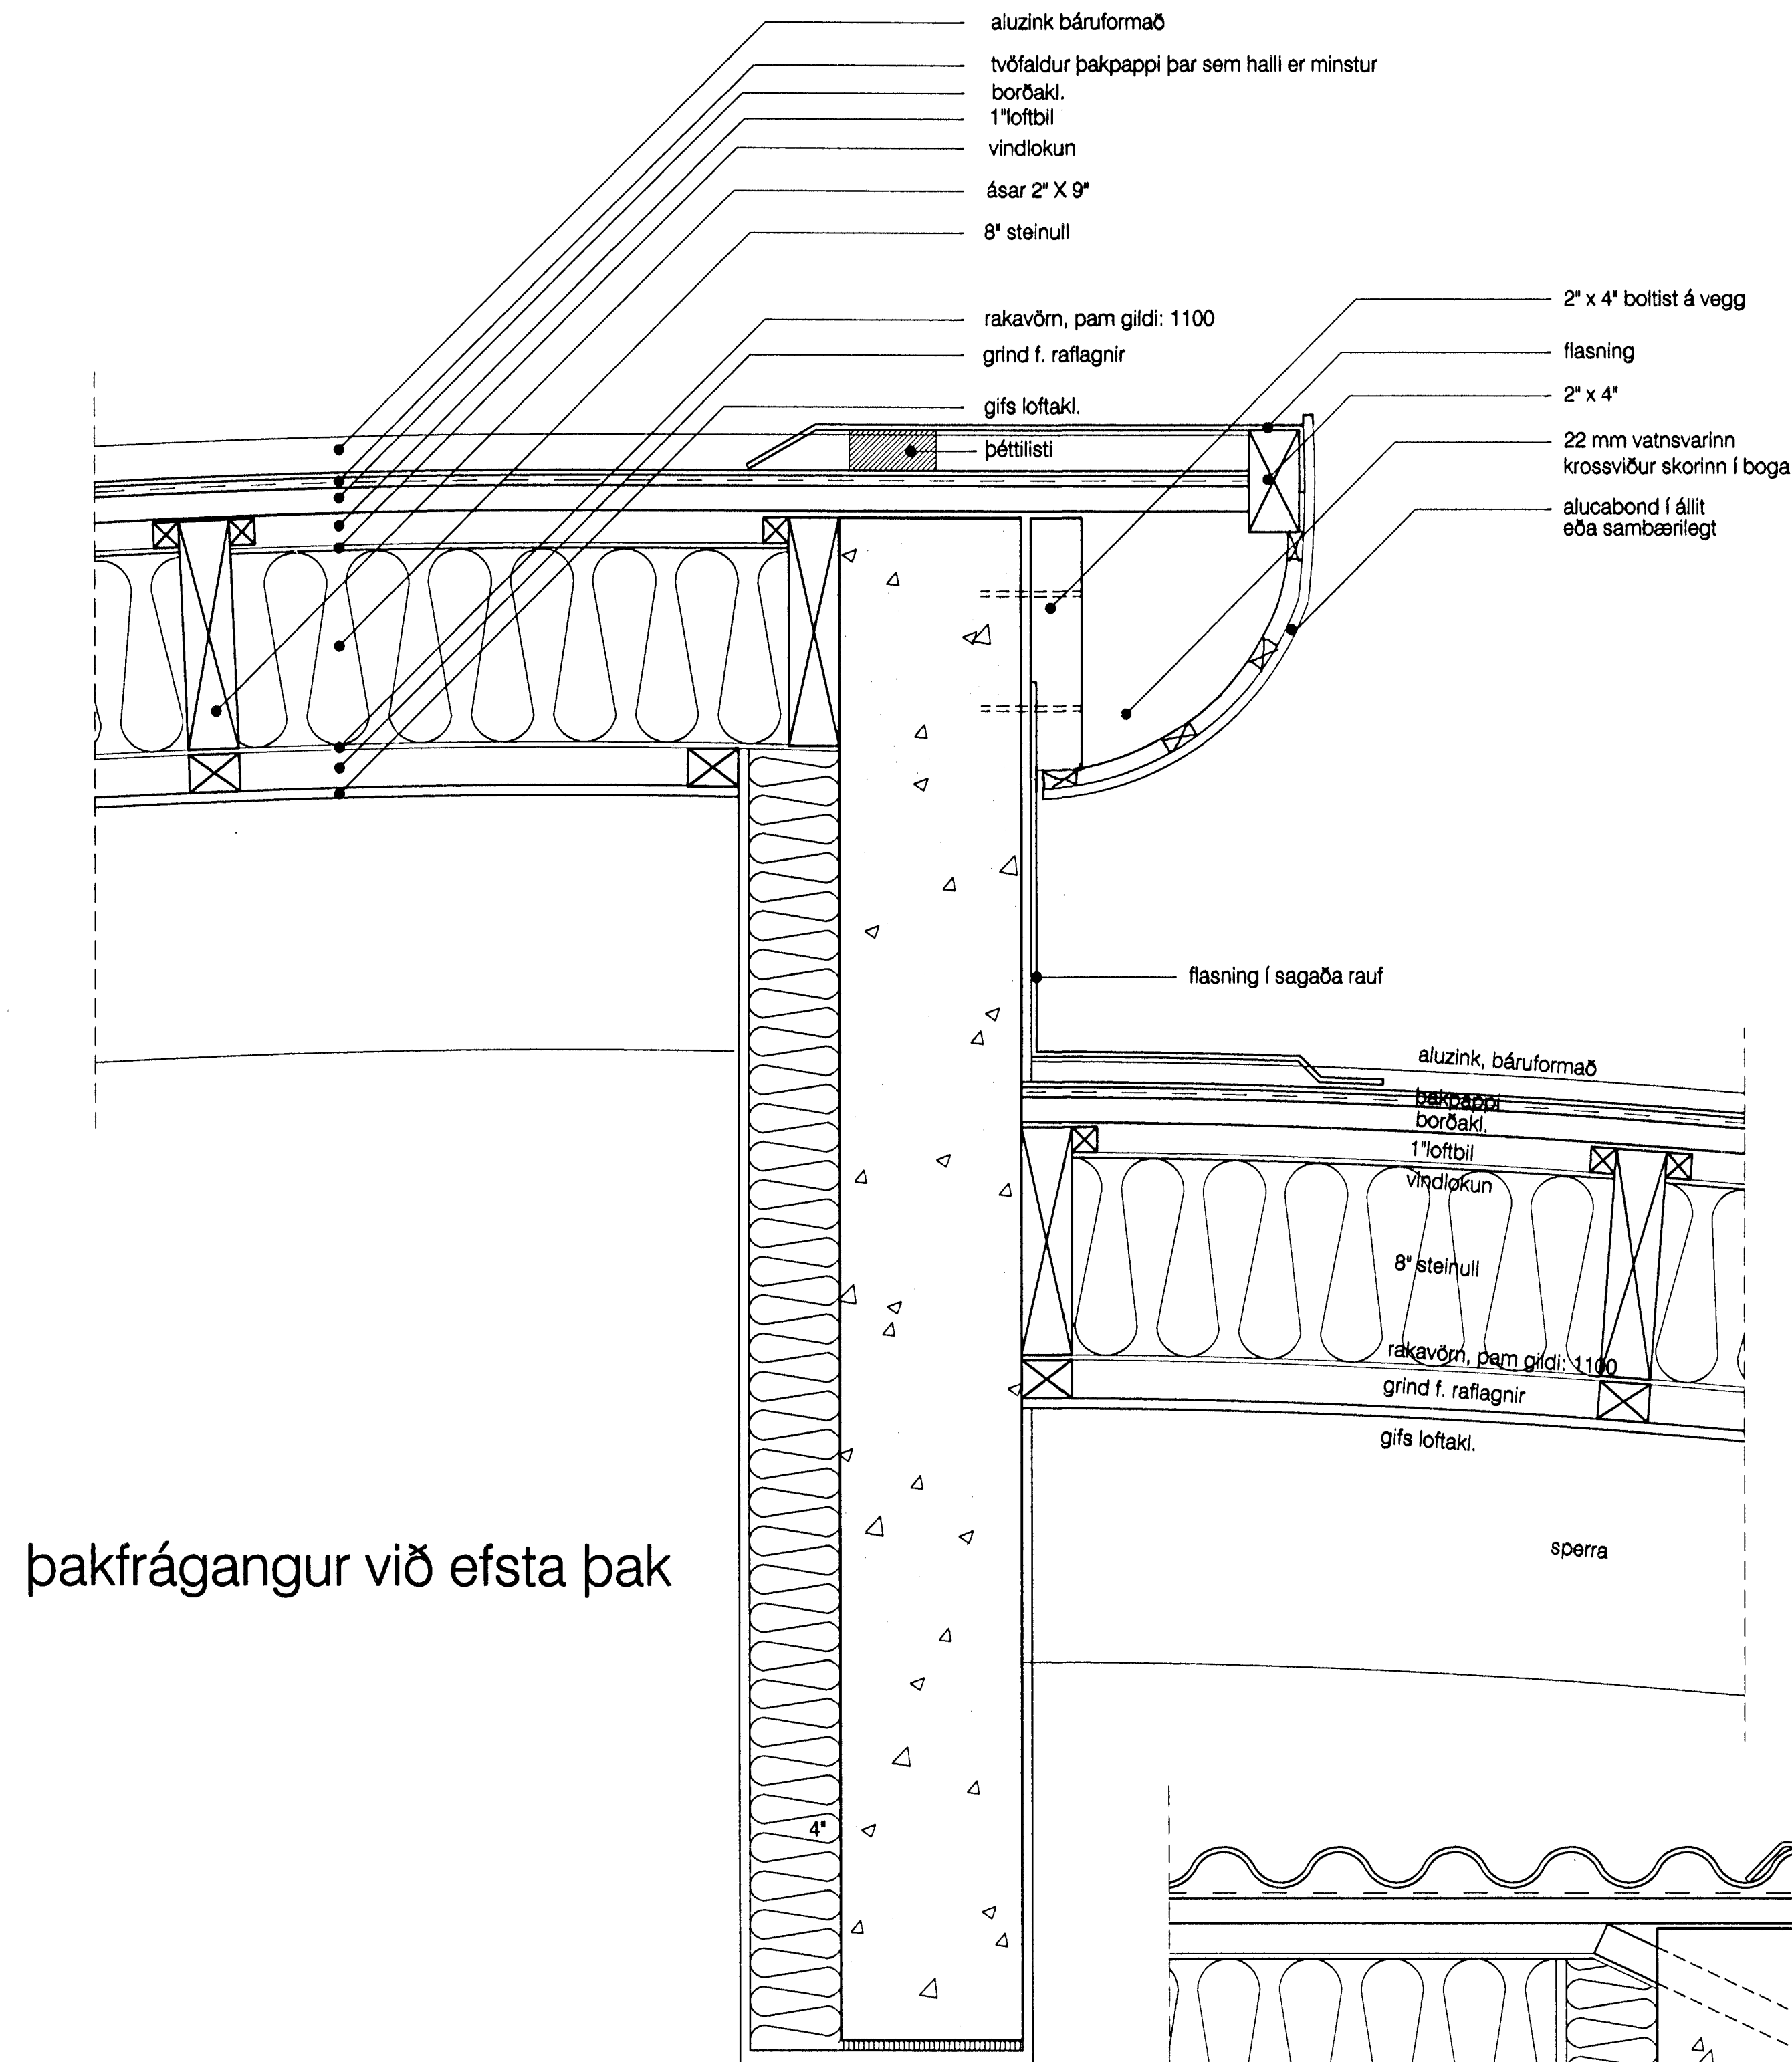 aluzink báruformað
tvöfaldur þakpappi þar sem halli er minstur
borðakl.
1"loftbil
vindlokun
ásar 2" X 9"
8" steinull
rakavörn, pam gildi: 1100
grind f. raflagnir
gifs loftakl.
þéttilisti
2" x 4" boltist á vegg
flasning
2" x 4"
22 mm vatnsvarinn
krossviður skorinn í boga
alucabond í állit
eða sambærilegt
flasning í sagaða rauf
aluzink, báruformað
þakpappi
borðakl.
1"loftbil
vindlokun
8" steinull
rakavörn, pam gildi: 1100
grind f. raflagnir
gifs loftakl.
sperra
þakfrágangur við efsta þak
4"